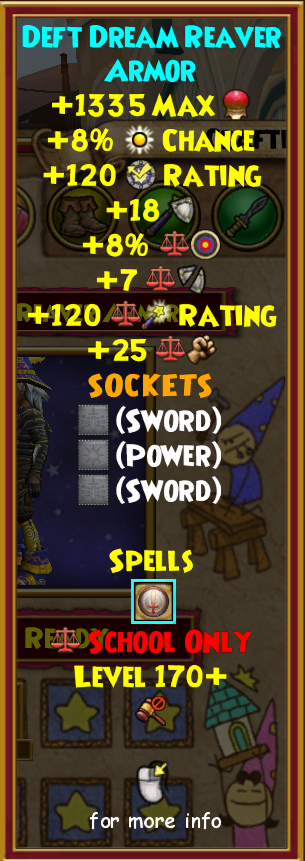 DEFT DREAM REAVER
ARMOR
+1335 MAX
+8% CHANCE
+120 RATING
+18
+8%
+7
+120 RATING
+25
SOCKETS
(SWORD)
(POWER)
(SWORD)
SPELLS
SCHOOL ONLY
LEVEL 170+
for more info